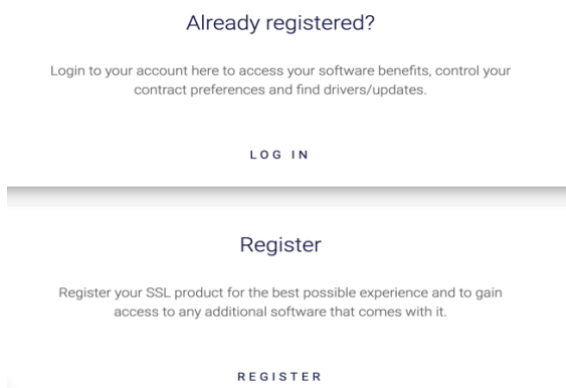 Already registered?
Login to your account here to access your software benefits, control your
contract preferences and find drivers/updates.
LOG IN
Register
Register your SSL product for the best possible experience and to gain
access to any additional software that comes with it.
REGISTER